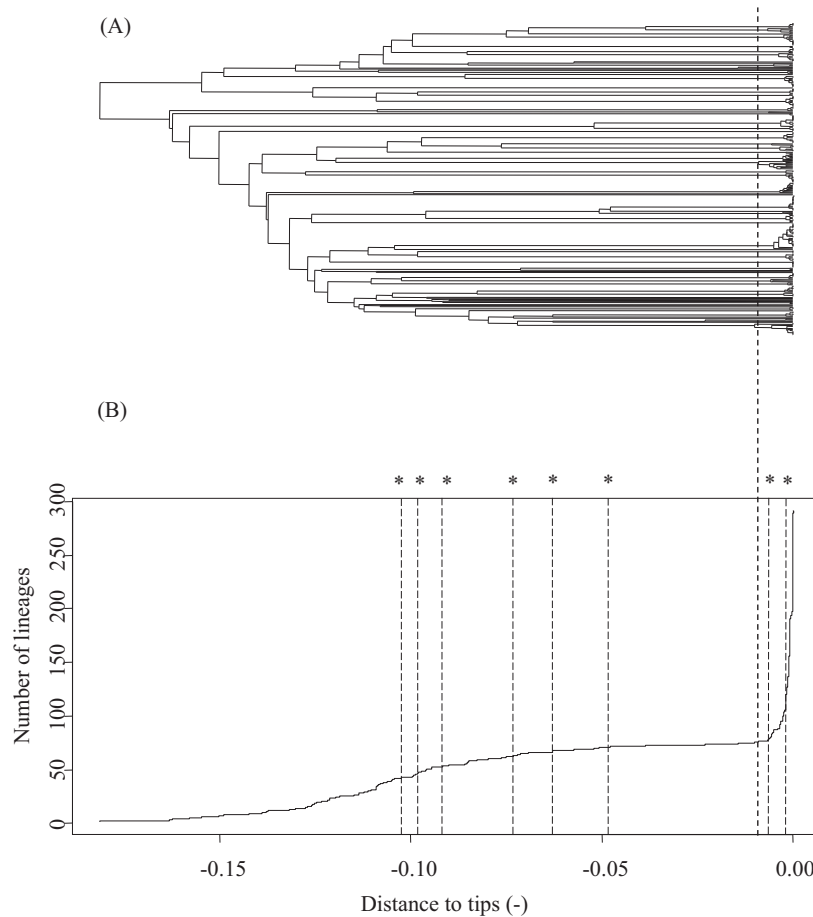 (A)
(B)
* * * * * * * *
300
250
200
150
100
50
0
Number of lineages
-0.15 -0.10 -0.05 0.00
Distance to tips (-)